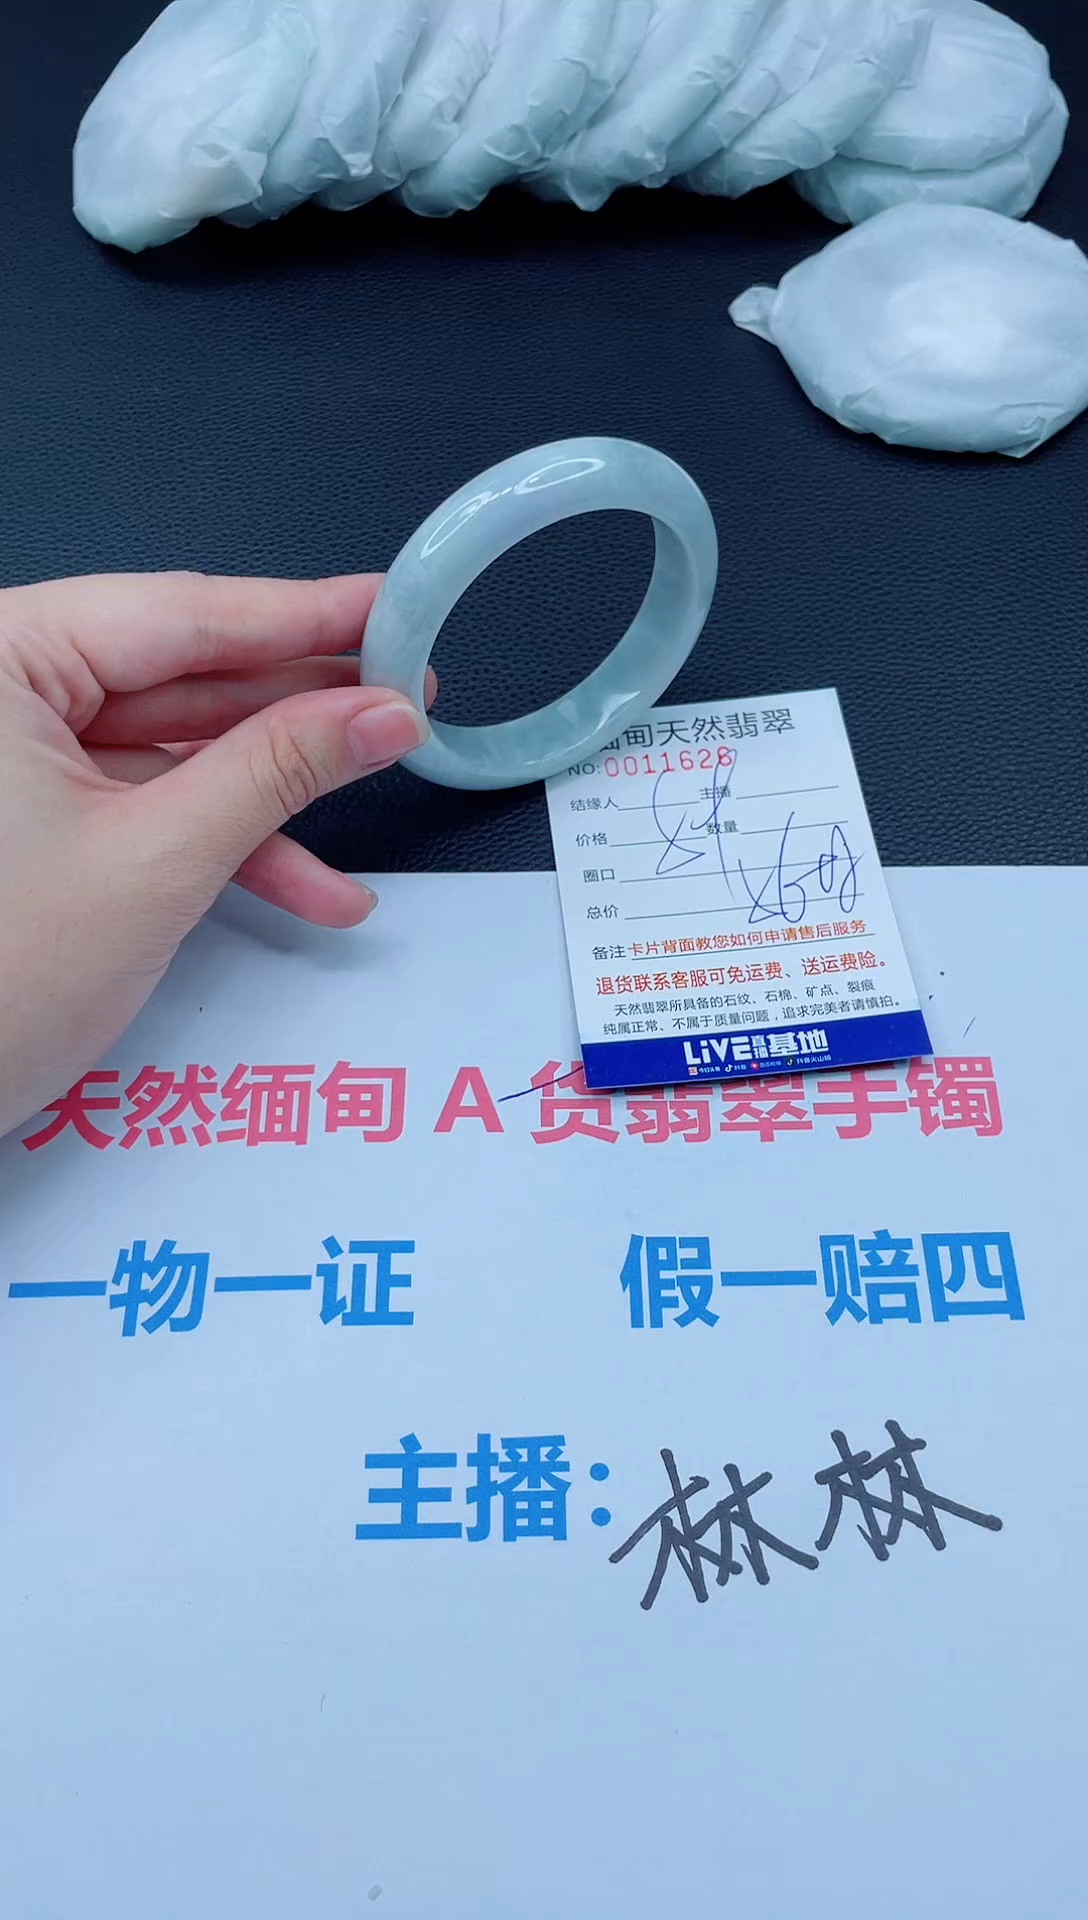 缅甸天然翡翠
NO:0011628
结缘人 主播
价格 数量
圈口
总价
备注 卡片背面教您如何申请售后服务
退货联系客服可免运费、送运费险。
天然翡翠所具备的石纹、石棉、矿点、裂痕
纯属正常、不属于质量问题，追求完美者请慎拍。
LiVE直播基地
天然缅甸A货翡翠手镯
一物一证 假一赔四
主播：林林